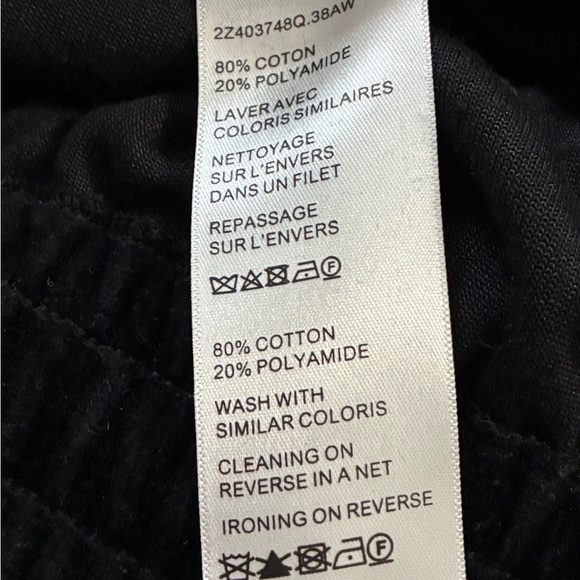 2Z403748Q.38AW
80% COTON
20% POLYAMIDE
LAVER AVEC
COLORIS SIMILAIRES
NETTOYAGE
SUR L'ENVERS
DANS UN FILET
REPASSAGE
SUR L'ENVERS
F
80% COTTON
20% POLYAMIDE
WASH WITH
SIMILAR COLORIS
CLEANING ON
REVERSE IN A NET
IRONING ON REVERSE
F